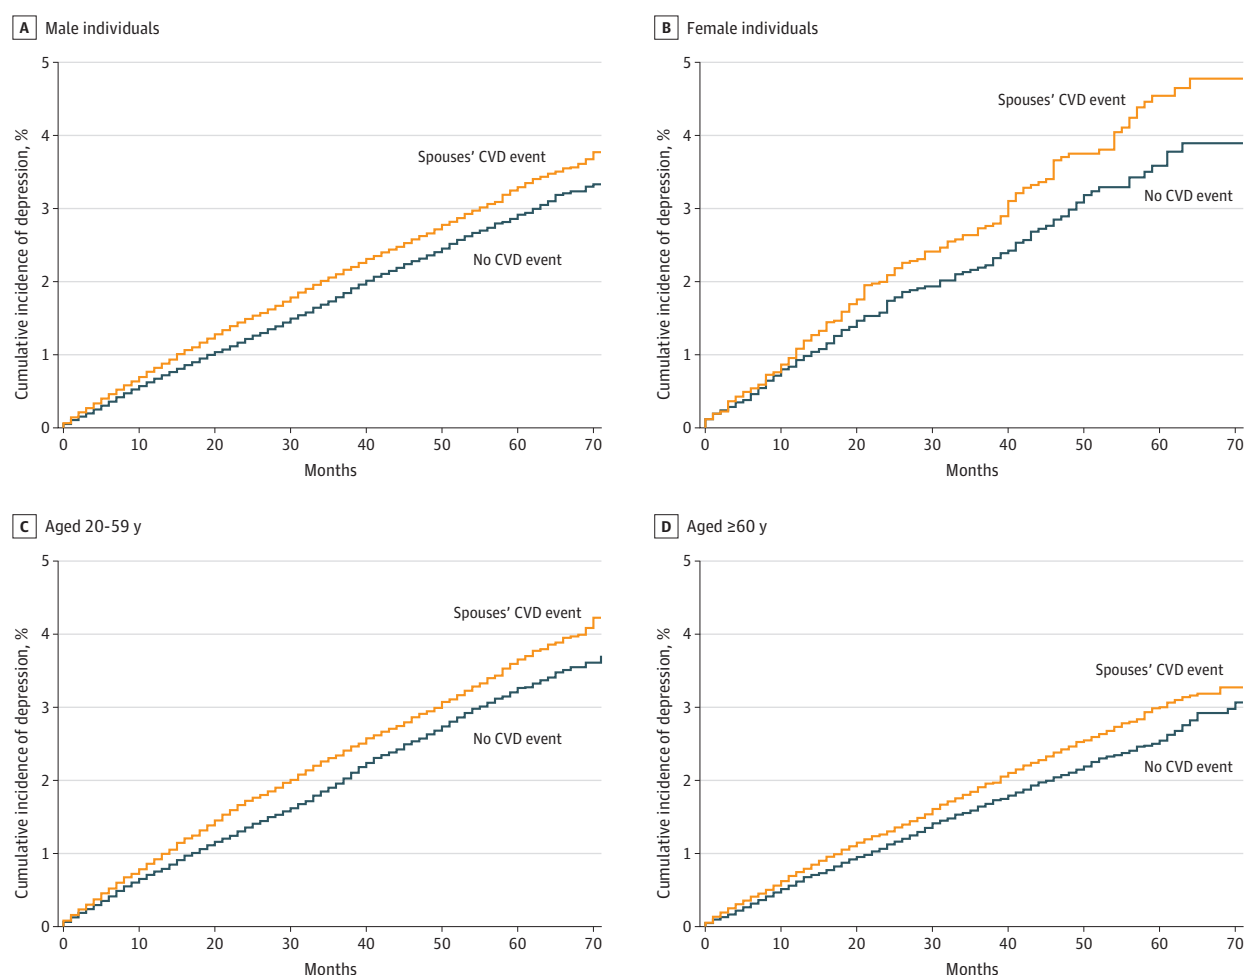 A Male individuals
Cumulative incidence of depression, %
5
4
3
2
1
0
Spouses' CVD event
No CVD event
0 10 20 30 40 50 60 70
Months
B Female individuals
Cumulative incidence of depression, %
5
4
3
2
1
0
Spouses' CVD event
No CVD event
0 10 20 30 40 50 60 70
Months
C Aged 20-59 y
Cumulative incidence of depression, %
5
4
3
2
1
0
Spouses' CVD event
No CVD event
0 10 20 30 40 50 60 70
Months
D Aged ≥60 y
Cumulative incidence of depression, %
5
4
3
2
1
0
Spouses' CVD event
No CVD event
0 10 20 30 40 50 60 70
Months